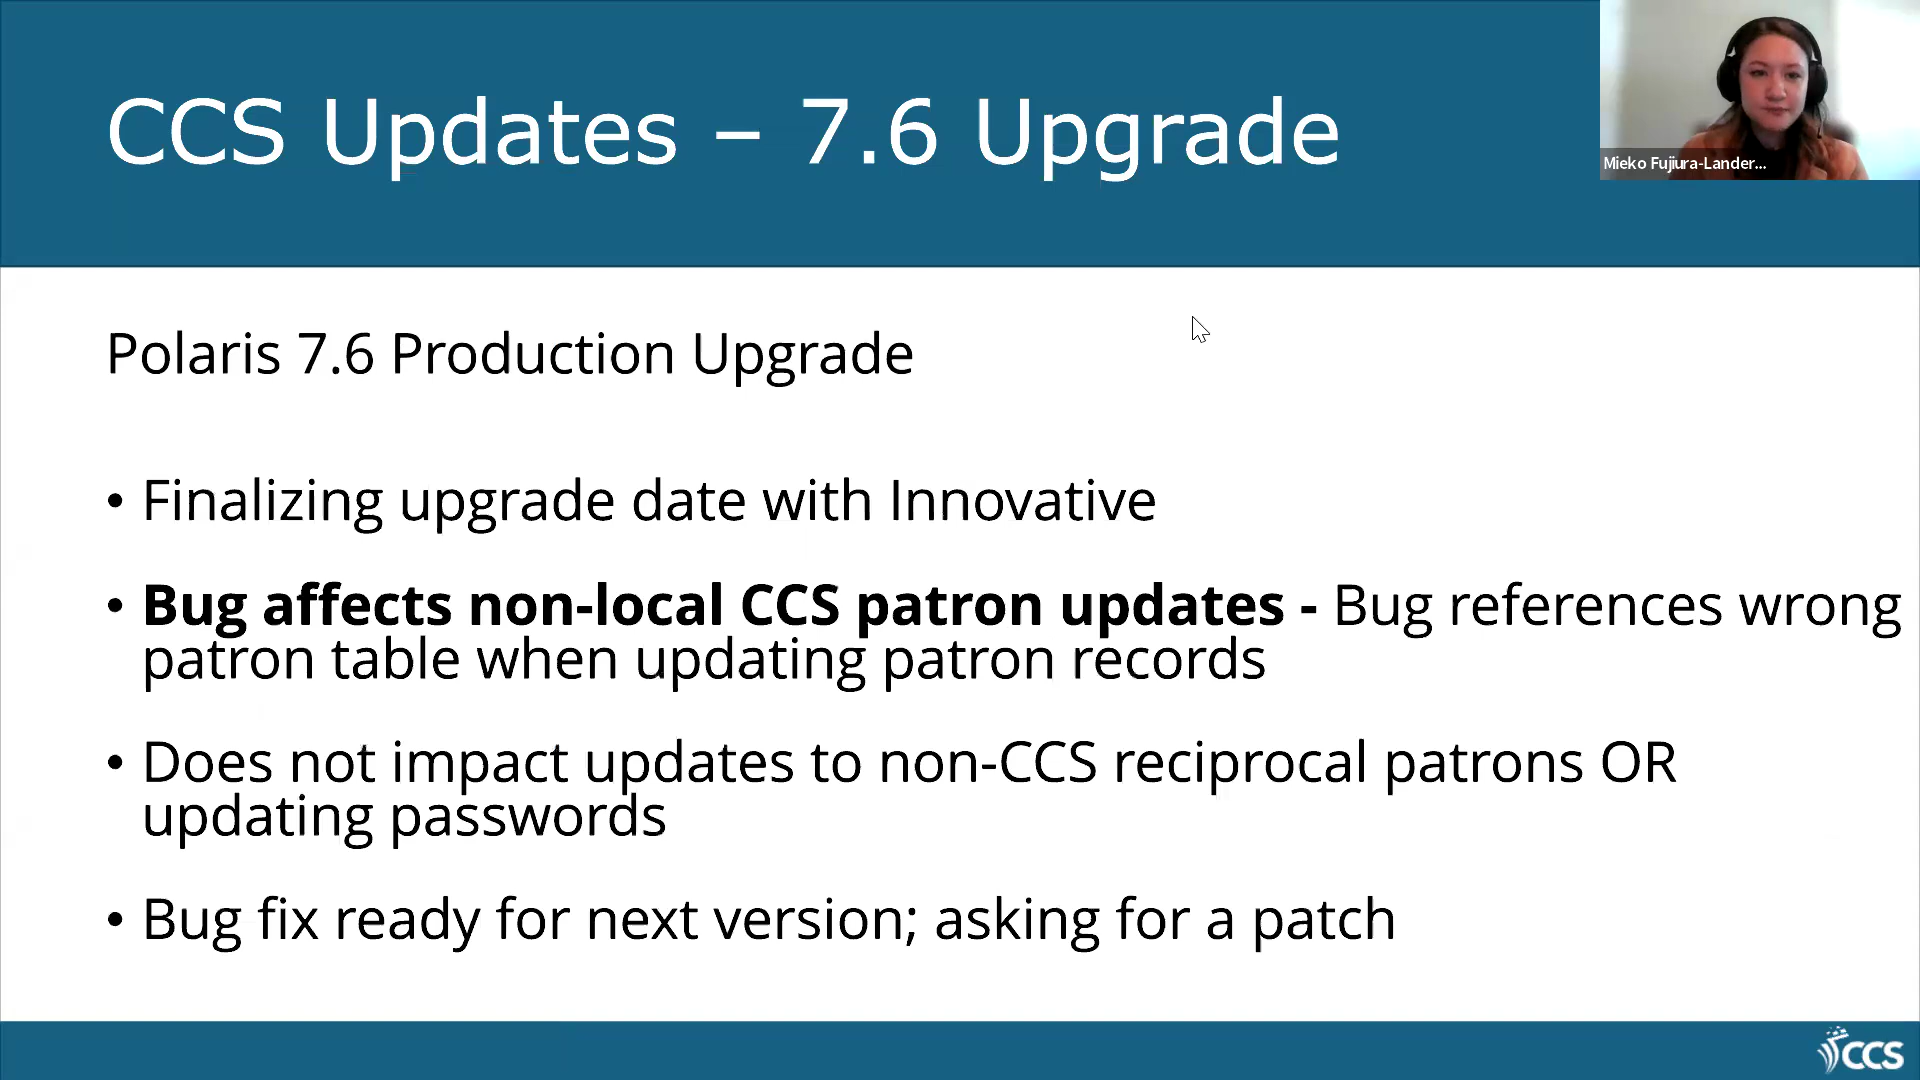 CCS Updates – 7.6 Upgrade
Mieko Fujiura-Lander...
Polaris 7.6 Production Upgrade
• Finalizing upgrade date with Innovative
• Bug affects non-local CCS patron updates - Bug references wrong
patron table when updating patron records
• Does not impact updates to non-CCS reciprocal patrons OR
updating passwords
• Bug fix ready for next version; asking for a patch
CCS